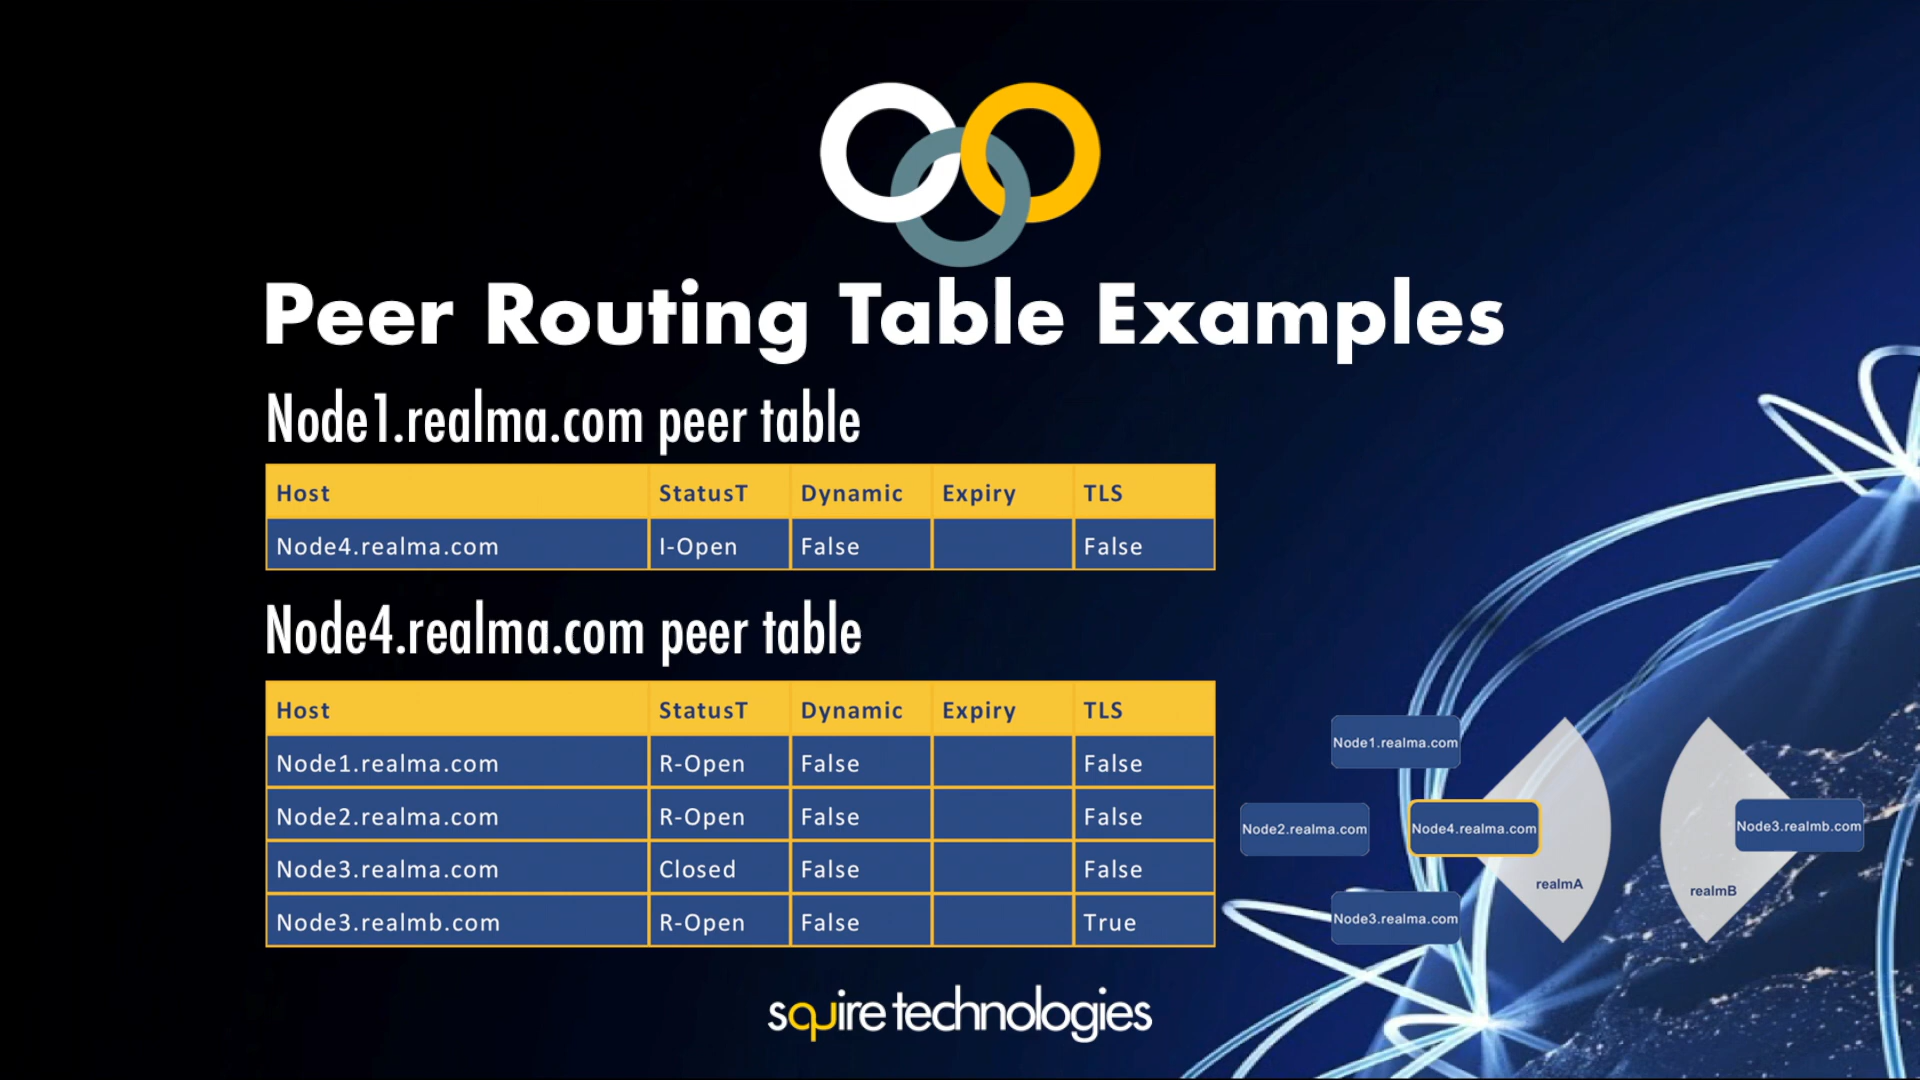 Peer Routing Table Examples
Node1.realma.com peer table
Host StatusT Dynamic Expiry TLS
Node4.realma.com I-Open False False
Node4.realma.com peer table
Host StatusT Dynamic Expiry TLS
Node1.realma.com R-Open False False
Node2.realma.com R-Open False False
Node3.realma.com Closed False False
Node3.realmb.com R-Open False True
Node1.realma.com
Node2.realma.com
Node4.realma.com
Node3.realmb.com
realmA
realmB
Node3.realma.com
squire technologies